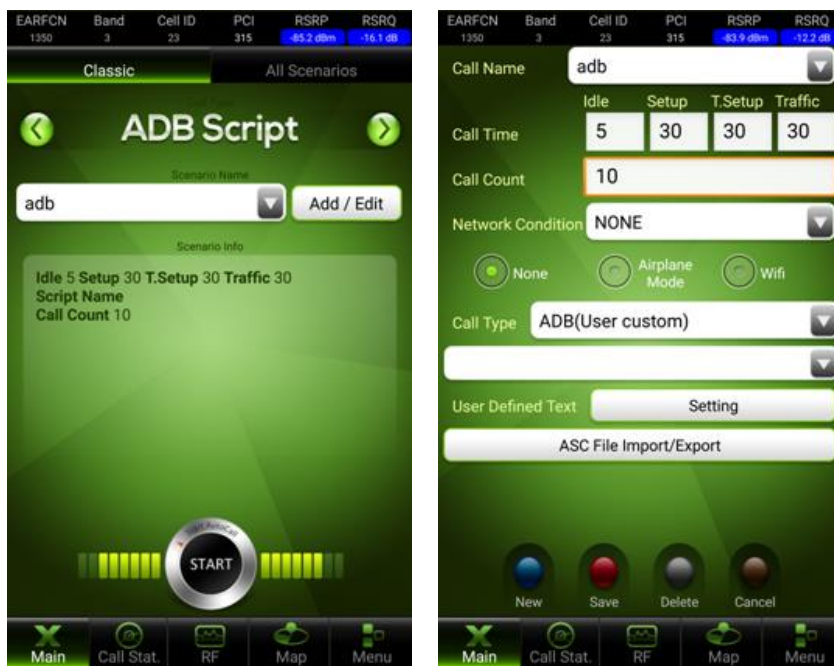 EARFCN Band Cell ID PCI RSRP RSRQ
1350 3 23 315 -85.2 dBm -16.1 dB
Classic All Scenarios
ADB Script
Scenario Name
adb Add / Edit
Scenario Info
Idle 5 Setup 30 T.Setup 30 Traffic 30
Script Name
Call Count 10
START
Main Call Stat. RF Map Menu
EARFCN Band Cell ID PCI RSRP RSRQ
1350 3 23 315 -83.9 dBm -12.2 dB
Call Name adb
Idle Setup T.Setup Traffic
Call Time 5 30 30 30
Call Count 10
Network Condition NONE
None Airplane Mode Wifi
Call Type ADB(User custom)
User Defined Text Setting
ASC File Import/Export
New Save Delete Cancel
Main Call Stat. RF Map Menu